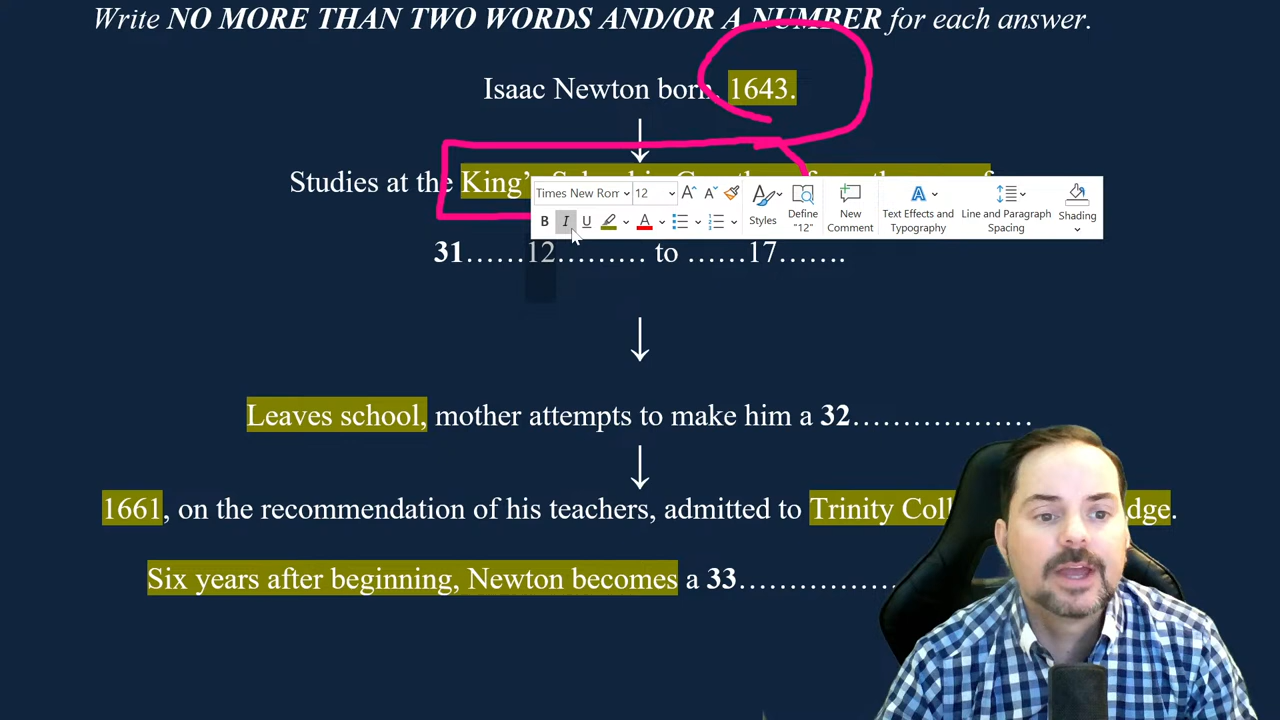 Write NO MORE THAN TWO WORDS AND/OR A NUMBER for each answer.
Isaac Newton born, 1643.
↓
Studies at the King's
Times New Rom 12 A A Styles Define "12" New Comment Text Effects and Typography Line and Paragraph Spacing Shading
B I U A
31……12……… to ……17…….
↓
Leaves school, mother attempts to make him a 32………………
↓
1661, on the recommendation of his teachers, admitted to Trinity
Six years after beginning, Newton becomes a 33……………